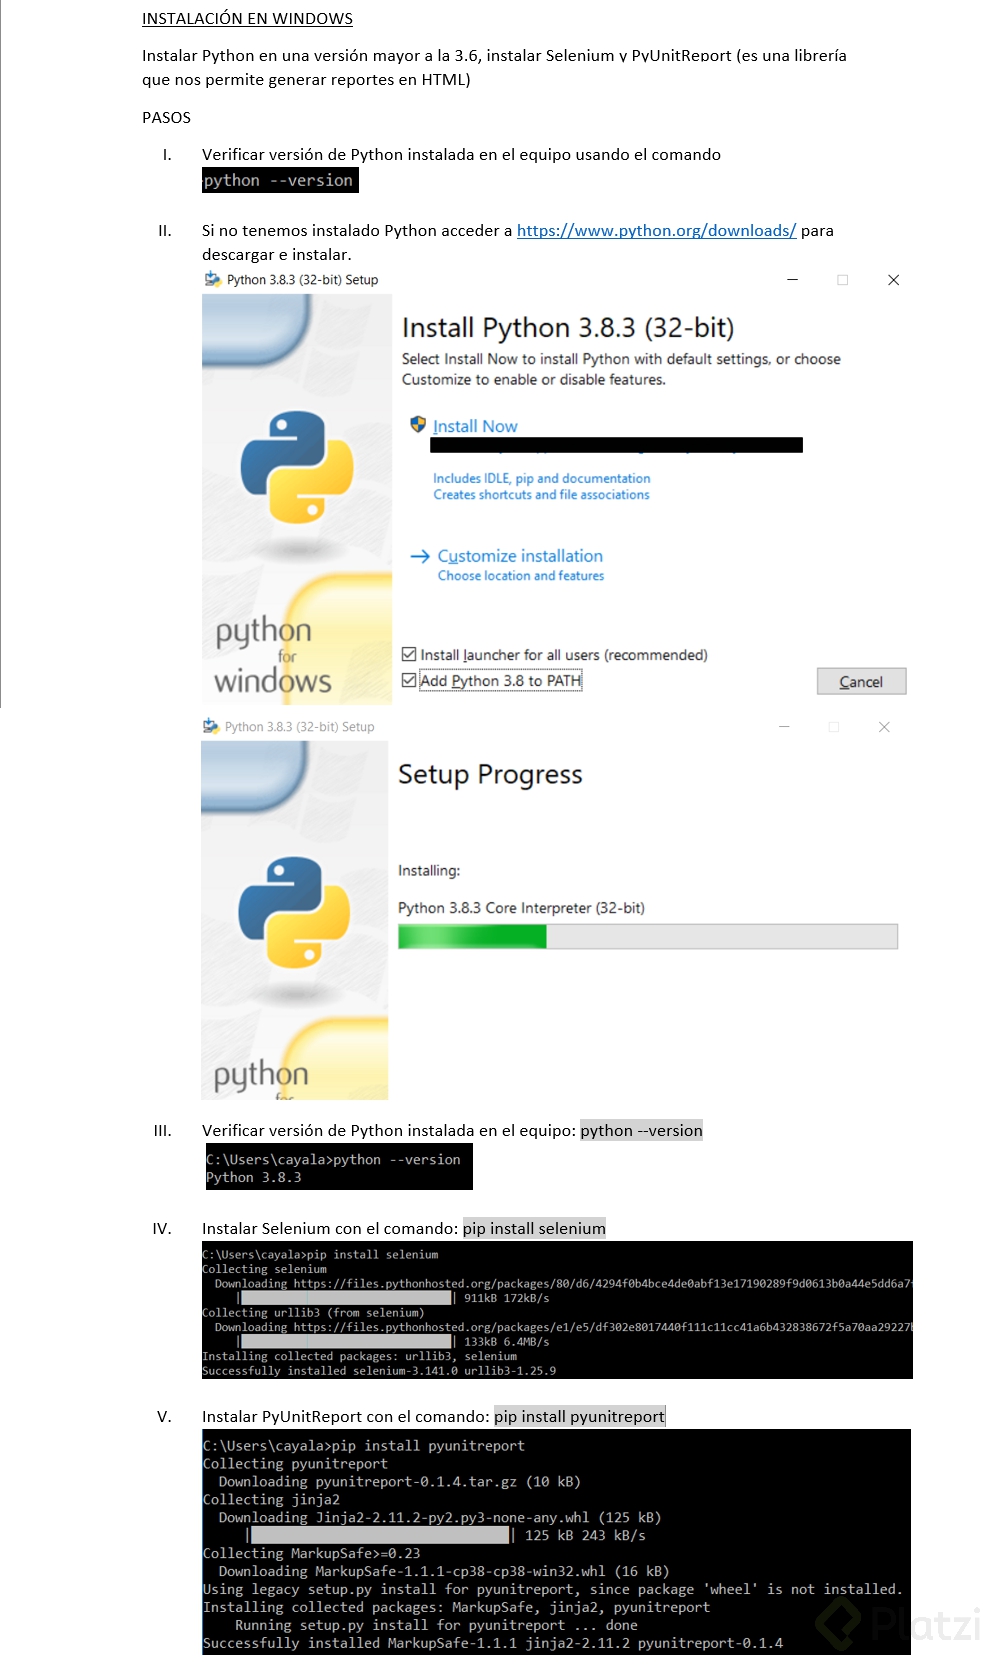 INSTALACIÓN EN WINDOWS
Instalar Python en una versión mayor a la 3.6, instalar Selenium y PyUnitReport (es una librería
que nos permite generar reportes en HTML)
PASOS
I. Verificar versión de Python instalada en el equipo usando el comando
python --version
II. Si no tenemos instalado Python acceder a https://www.python.org/downloads/ para
descargar e instalar.
Python 3.8.3 (32-bit) Setup
Install Python 3.8.3 (32-bit)
Select Install Now to install Python with default settings, or choose
Customize to enable or disable features.
Install Now
Includes IDLE, pip and documentation
Creates shortcuts and file associations
Customize installation
Choose location and features
python
for
windows
Install launcher for all users (recommended)
Add Python 3.8 to PATH
Cancel
Python 3.8.3 (32-bit) Setup
Setup Progress
Installing:
Python 3.8.3 Core Interpreter (32-bit)
python
for
III. Verificar versión de Python instalada en el equipo: python --version
C:\Users\cayala>python --version
Python 3.8.3
IV. Instalar Selenium con el comando: pip install selenium
C:\Users\cayala>pip install selenium
Collecting selenium
Downloading https://files.pythonhosted.org/packages/80/d6/4294f0b4bce4de0abf13e17190289f9d0613b0a44e5dd6a7
| | 911kB 172kB/s
Collecting urllib3 (from selenium)
Downloading https://files.pythonhosted.org/packages/e1/e5/df302e8017440f111c11cc41a6b432838672f5a70aa29227
| | 133kB 6.4MB/s
Installing collected packages: urllib3, selenium
Successfully installed selenium-3.141.0 urllib3-1.25.9
V. Instalar PyUnitReport con el comando: pip install pyunitreport
C:\Users\cayala>pip install pyunitreport
Collecting pyunitreport
Downloading pyunitreport-0.1.4.tar.gz (10 kB)
Collecting jinja2
Downloading Jinja2-2.11.2-py2.py3-none-any.whl (125 kB)
| | 125 kB 243 kB/s
Collecting MarkupSafe>=0.23
Downloading MarkupSafe-1.1.1-cp38-cp38-win32.whl (16 kB)
Using legacy setup.py install for pyunitreport, since package 'wheel' is not installed.
Installing collected packages: MarkupSafe, jinja2, pyunitreport
Running setup.py install for pyunitreport ... done
Successfully installed MarkupSafe-1.1.1 jinja2-2.11.2 pyunitreport-0.1.4
Platzi